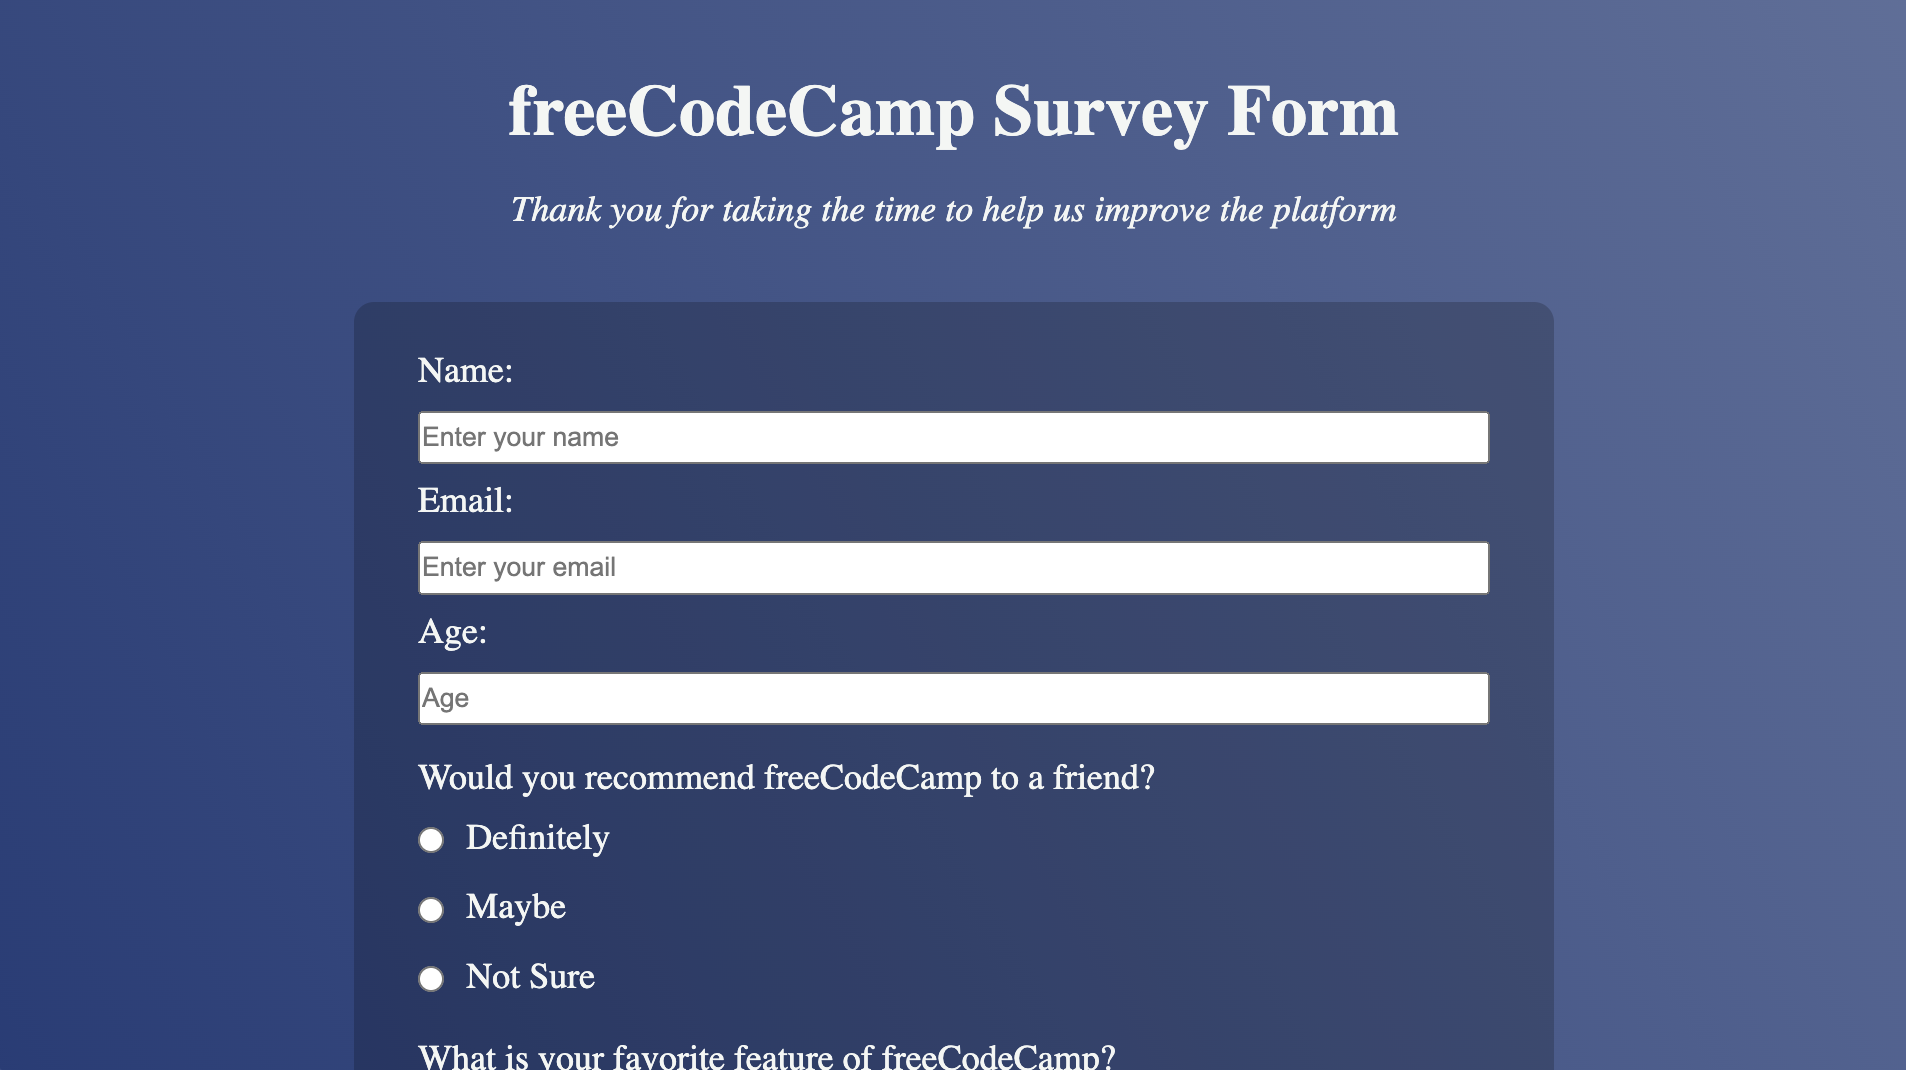 freeCodeCamp Survey Form
Thank you for taking the time to help us improve the platform
Name:
Enter your name
Email:
Enter your email
Age:
Age
Would you recommend freeCodeCamp to a friend?
Definitely
Maybe
Not Sure
What is your favorite feature of freeCodeCamp?